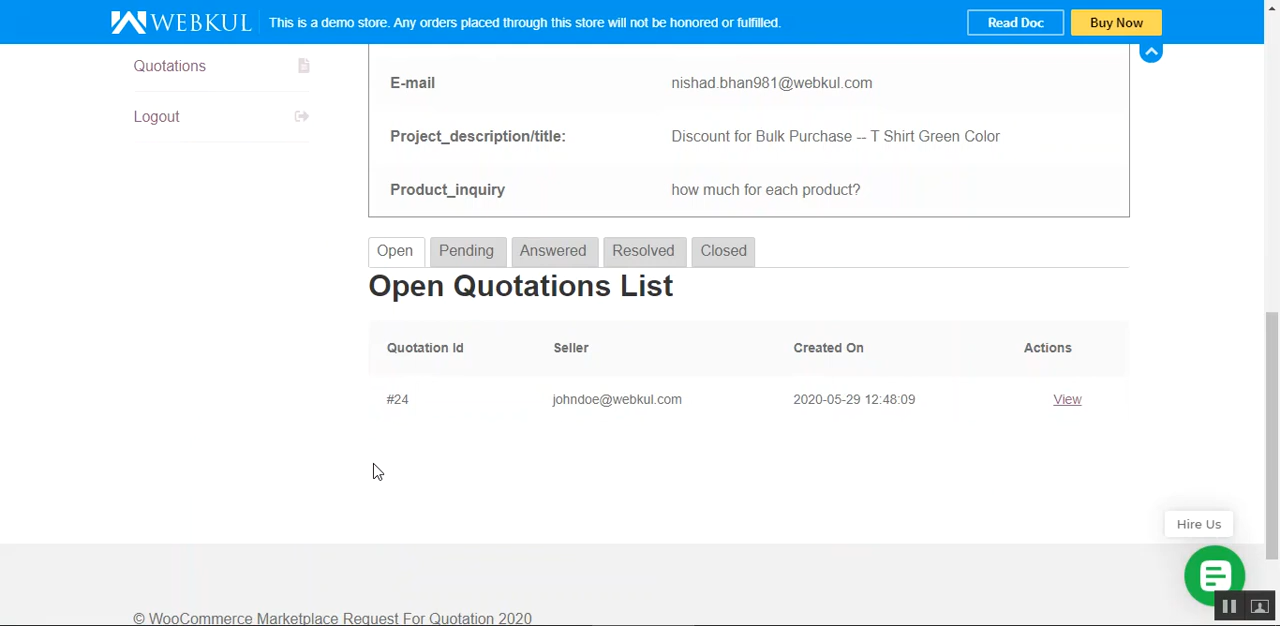 WEBKUL This is a demo store. Any orders placed through this store will not be honored or fulfilled. Read Doc Buy Now
Quotations
Logout
E-mail nishad.bhan981@webkul.com
Project_description/title: Discount for Bulk Purchase -- T Shirt Green Color
Product_inquiry how much for each product?
Open Pending Answered Resolved Closed
Open Quotations List
Quotation Id Seller Created On Actions
#24 johndoe@webkul.com 2020-05-29 12:48:09 View
Hire Us
© WooCommerce Marketplace Request For Quotation 2020